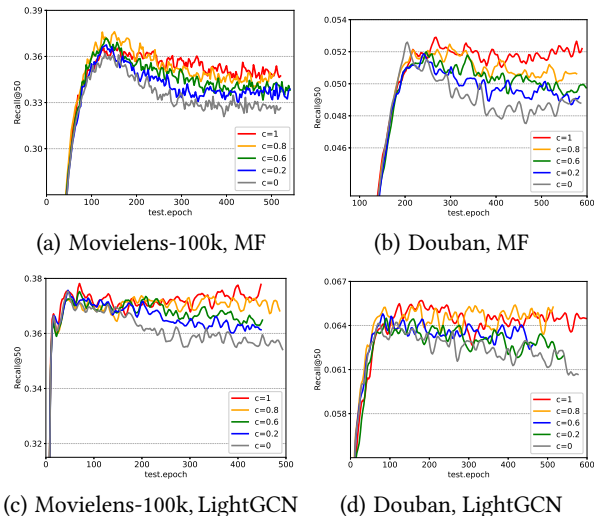 0.39
0.36
0.33
0.30
Recall@50
c=1
c=0.8
c=0.6
c=0.2
c=0
0 100 200 300 400 500
test.epoch
(a) Movielens-100k, MF
0.054
0.052
0.050
0.048
0.046
Recall@50
c=1
c=0.8
c=0.6
c=0.2
c=0
100 200 300 400 500 600
test.epoch
(b) Douban, MF
0.38
0.36
0.34
0.32
Recall@50
c=1
c=0.8
c=0.6
c=0.2
c=0
0 100 200 300 400 500
test.epoch
(c) Movielens-100k, LightGCN
0.067
0.064
0.061
0.058
Recall@50
c=1
c=0.8
c=0.6
c=0.2
c=0
0 100 200 300 400 500 600
test.epoch
(d) Douban, LightGCN